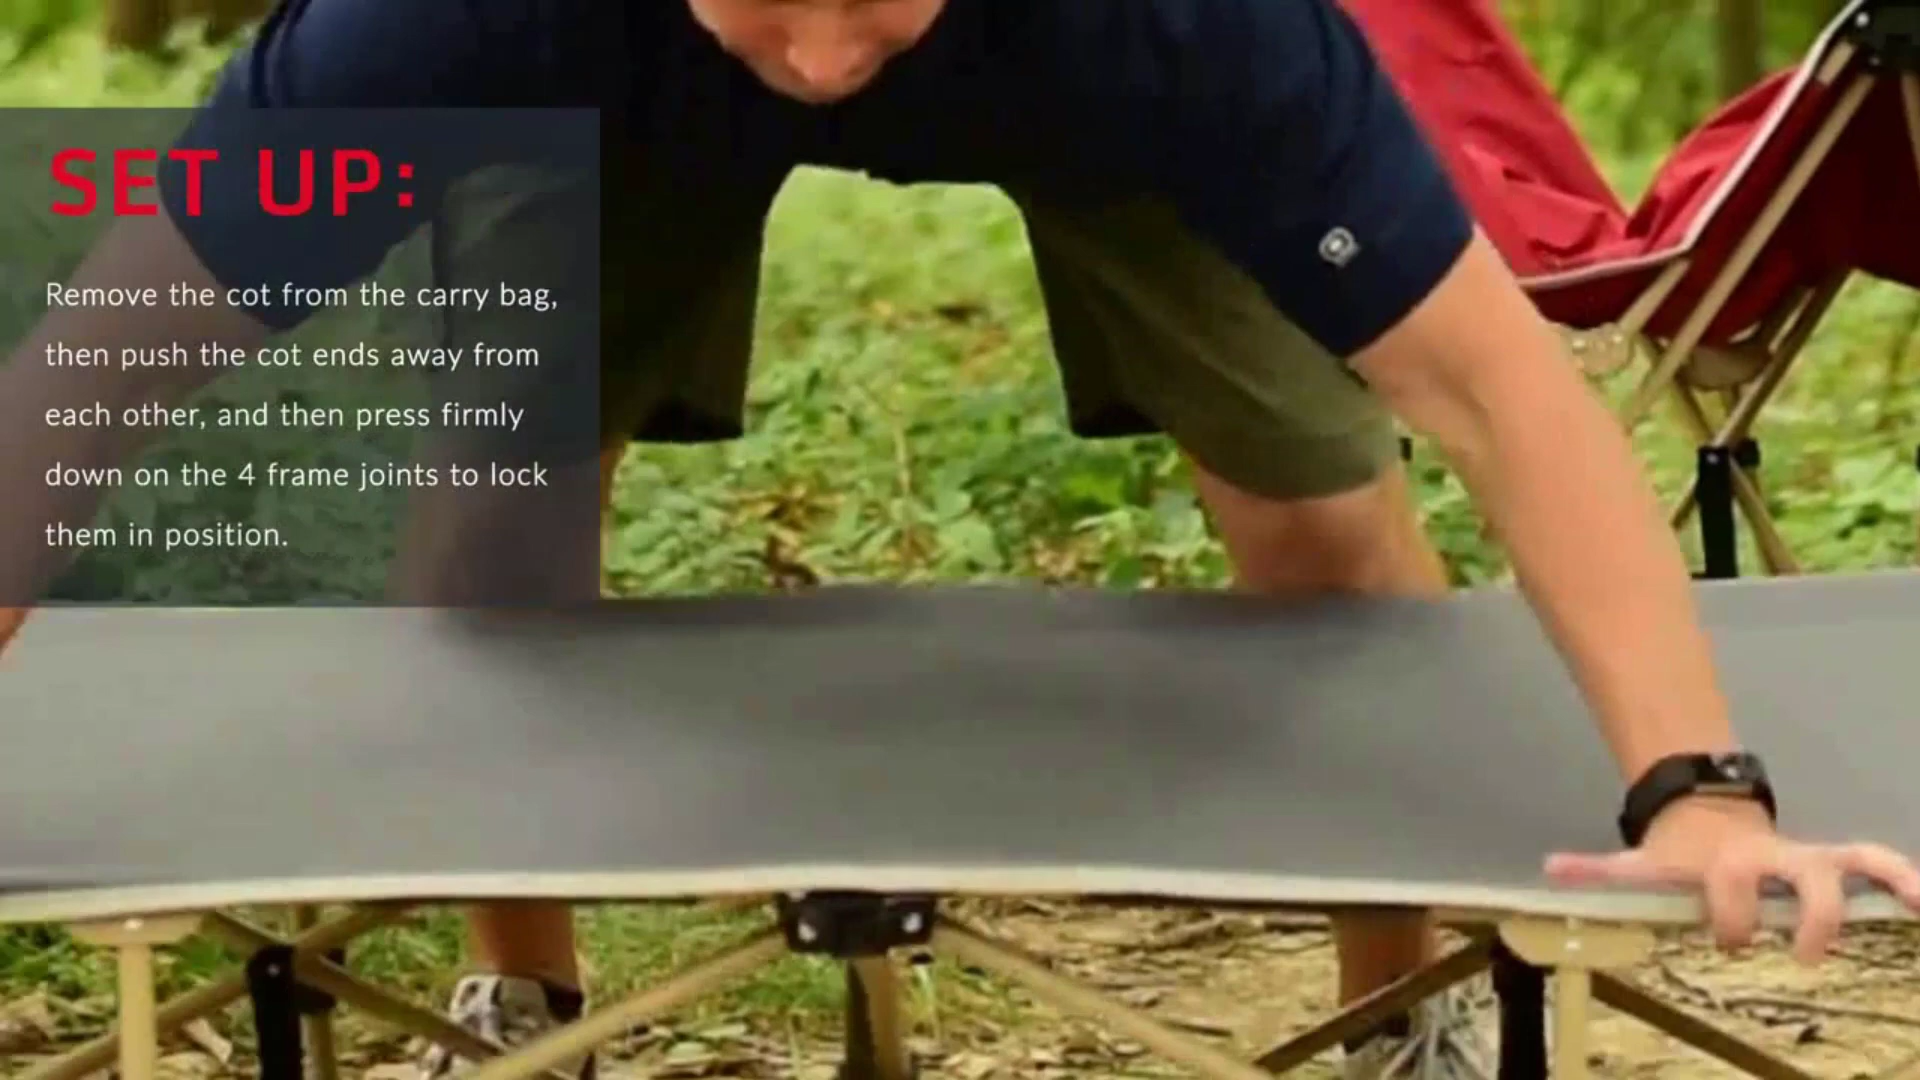 SET UP:
Remove the cot from the carry bag,
then push the cot ends away from
each other, and then press firmly
down on the 4 frame joints to lock
them in position.